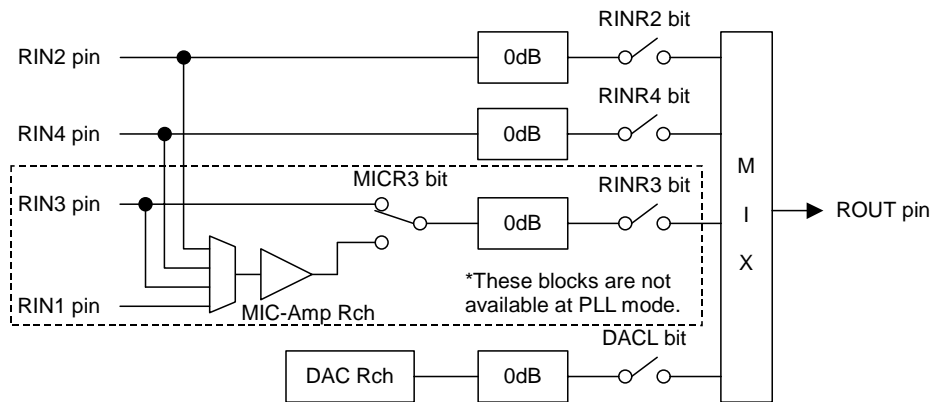 RINR2 bit
RIN2 pin
0dB
RINR4 bit
RIN4 pin
0dB
MICR3 bit
RINR3 bit
RIN3 pin
0dB
M
I
X
ROUT pin
*These blocks are not
available at PLL mode.
RIN1 pin
MIC-Amp Rch
DACL bit
DAC Rch
0dB